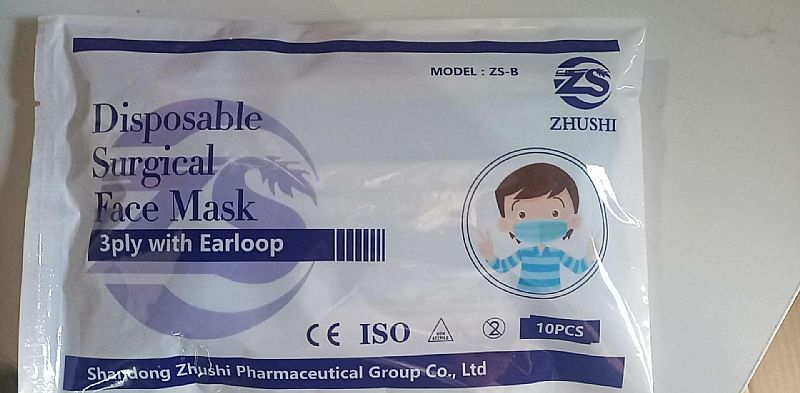 MODEL : ZS-B
ZS
ZHUSHI
Disposable
Surgical
Face Mask
3ply with Earloop
CE ISO NON STERILE 2 10PCS
Shandong Zhushi Pharmaceutical Group Co., Ltd